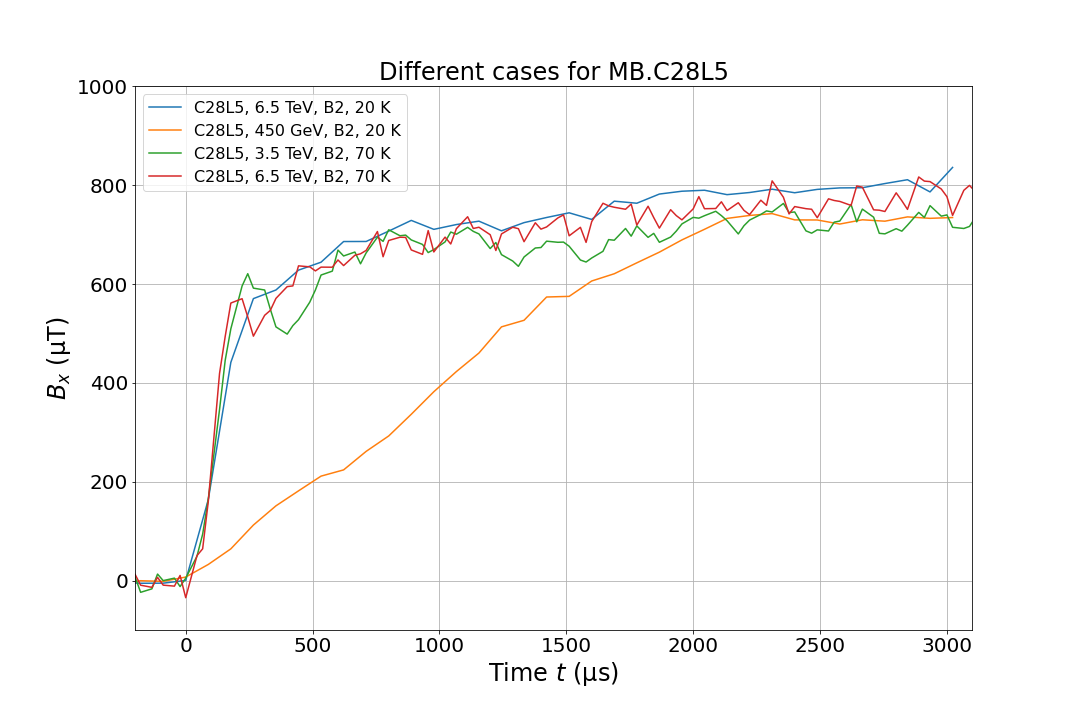 Different cases for MB.C28L5
1000
800
600
400
200
0
B_x (µT)
C28L5, 6.5 TeV, B2, 20 K
C28L5, 450 GeV, B2, 20 K
C28L5, 3.5 TeV, B2, 70 K
C28L5, 6.5 TeV, B2, 70 K
0 500 1000 1500 2000 2500 3000
Time t (µs)